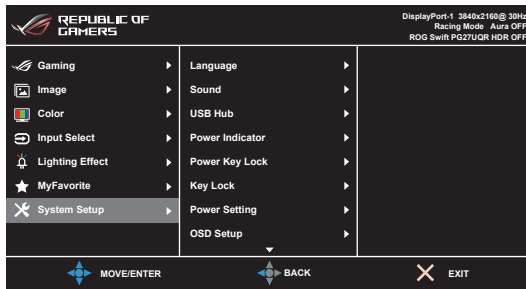 REPUBLIC OF
GAMERS
DisplayPort-1 3840x2160@ 30Hz
Racing Mode Aura OFF
ROG Swift PG27UQR HDR OFF
Gaming
Image
Color
Input Select
Lighting Effect
MyFavorite
System Setup
Language
Sound
USB Hub
Power Indicator
Power Key Lock
Key Lock
Power Setting
OSD Setup
MOVE/ENTER
BACK
EXIT